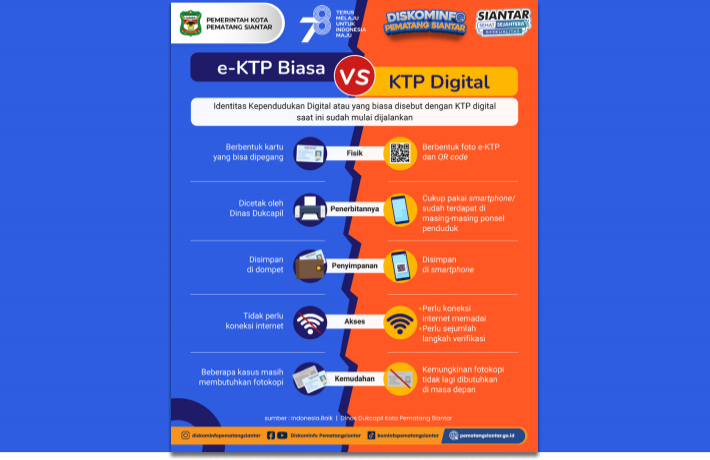 PEMERINTAH KOTA
PEMATANG SIANTAR
78
TERUS
MELAJU
UNTUK
INDONESIA
MAJU
DISKOMINFO
PEMATANG SIANTAR
SIANTAR
SEHAT SEJAHTERA
e-KTP Biasa
VS
KTP Digital
Identitas Kependudukan Digital atau yang biasa disebut dengan KTP digital
saat ini sudah mulai dijalankan
Berbentuk kartu
yang bisa dipegang
Fisik
Berbentuk foto e-KTP
dan QR code
Dicetak oleh
Dinas Dukcapil
Penerbitannya
Cukup pakai smartphone/
sudah terdapat di
masing-masing ponsel
penduduk
Disimpan
di dompet
Penyimpanan
Disimpan
di smartphone
Tidak perlu
koneksi internet
Akses
•Perlu koneksi
internet memadai
•Perlu sejumlah
langkah verifikasi
Beberapa kasus masih
membutuhkan fotokopi
Kemudahan
Kemungkinan fotokopi
tidak lagi dibutuhkan
di masa depan
sumber : Indonesia.Baik | Dinas Dukcapil Kota Pematang Siantar
diskominfopematangsiantar
Diskominfo Pematangsiantar
kominfopematangsiantar
pematangsiantar.go.id